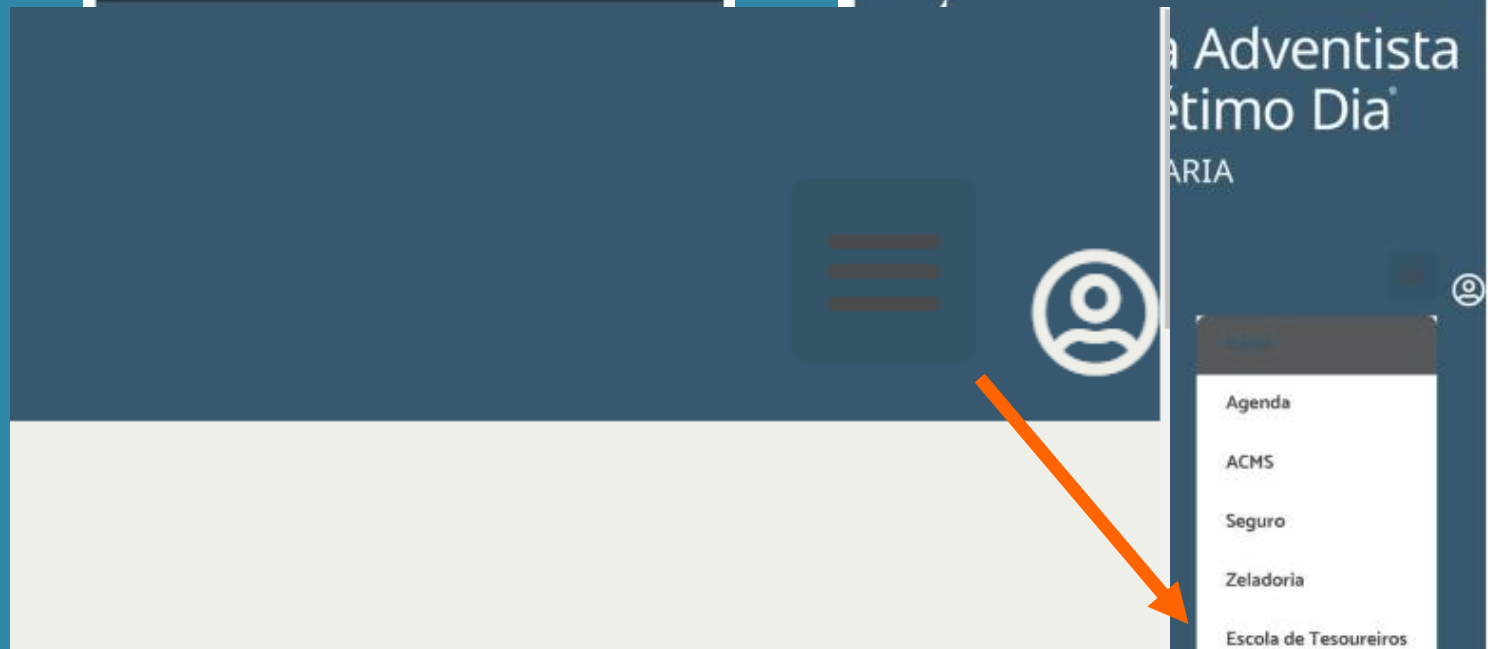 a Adventista
étimo Dia
ARIA
Agenda
ACMS
Seguro
Zeladoria
Escola de Tesoureiros